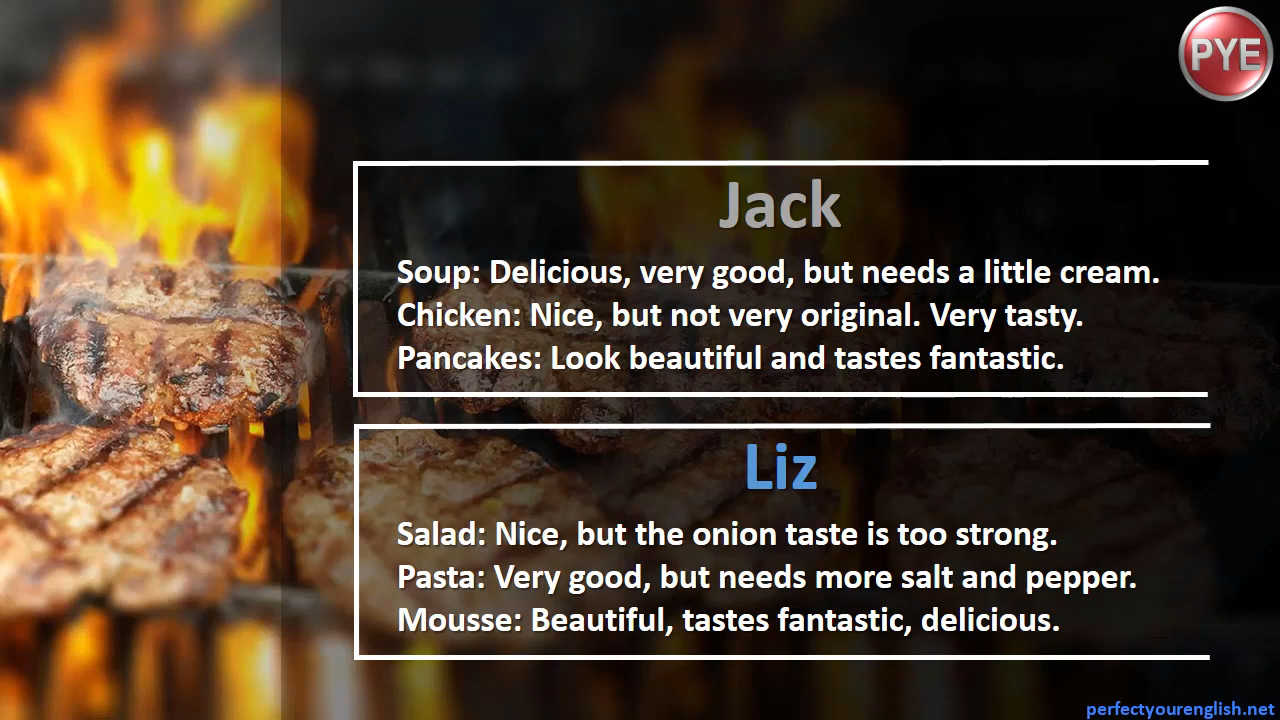 PYE
Jack
Soup: Delicious, very good, but needs a little cream.
Chicken: Nice, but not very original. Very tasty.
Pancakes: Look beautiful and tastes fantastic.
Liz
Salad: Nice, but the onion taste is too strong.
Pasta: Very good, but needs more salt and pepper.
Mousse: Beautiful, tastes fantastic, delicious.
perfectyourenglish.net